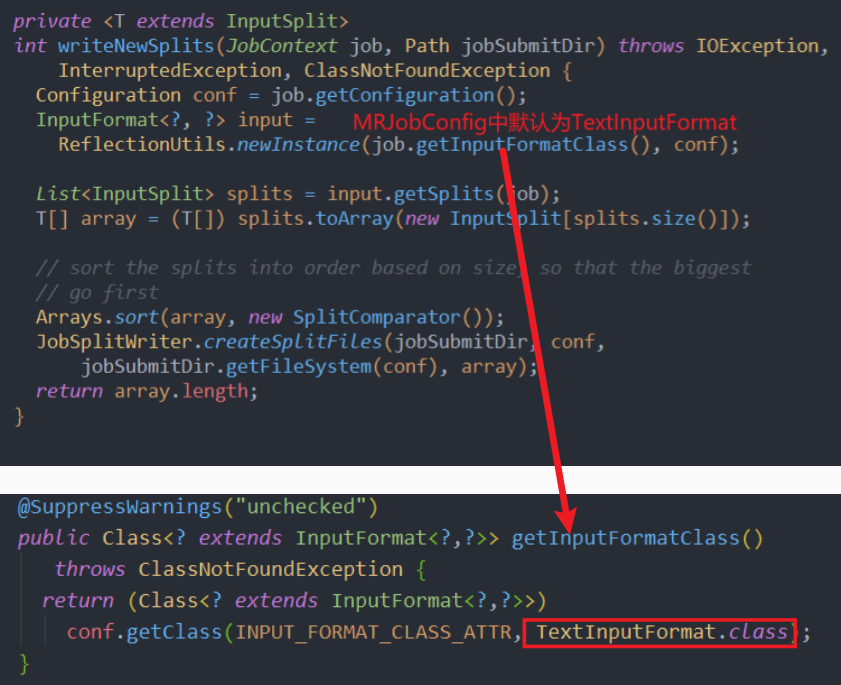 private <T extends InputSplit>
int writeNewSplits(JobContext job, Path jobSubmitDir) throws IOException,
InterruptedException, ClassNotFoundException {
Configuration conf = job.getConfiguration();
InputFormat<?, ?> input = MRJobConfig中默认为TextInputFormat
ReflectionUtils.newInstance(job.getInputFormatClass(), conf);
List<InputSplit> splits = input.getSplits(job);
T[] array = (T[]) splits.toArray(new InputSplit[splits.size()]);
// sort the splits into order based on size, so that the biggest
// go first
Arrays.sort(array, new SplitComparator());
JobSplitWriter.createSplitFiles(jobSubmitDir, conf,
jobSubmitDir.getFileSystem(conf), array);
return array.length;
}
@SuppressWarnings("unchecked")
public Class<? extends InputFormat<?,?>> getInputFormatClass()
throws ClassNotFoundException {
return (Class<? extends InputFormat<?,?>>)
conf.getClass(INPUT_FORMAT_CLASS_ATTR, TextInputFormat.class);
}